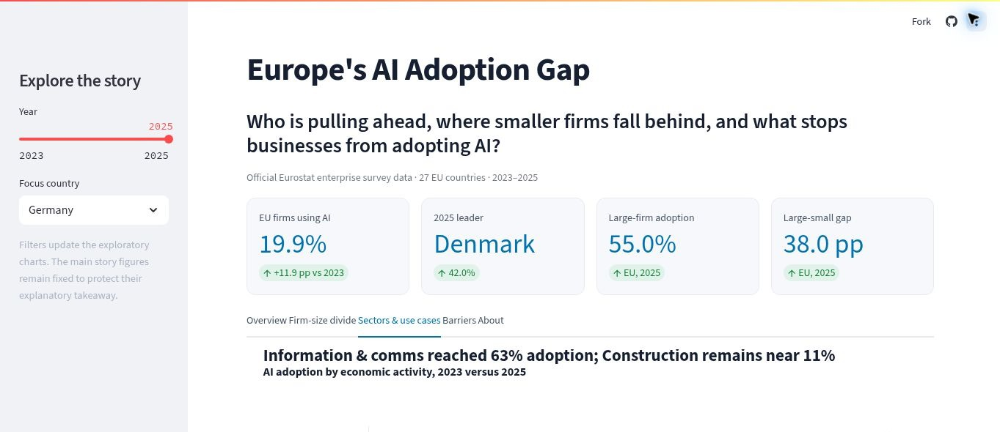 Fork
Explore the story
Year
2025
2023 2025
Focus country
Germany
Filters update the exploratory
charts. The main story figures
remain fixed to protect their
explanatory takeaway.
Europe's AI Adoption Gap
Who is pulling ahead, where smaller firms fall behind, and what stops
businesses from adopting AI?
Official Eurostat enterprise survey data · 27 EU countries · 2023–2025
EU firms using AI
19.9%
↑ +11.9 pp vs 2023
2025 leader
Denmark
↑ 42.0%
Large-firm adoption
55.0%
↑ EU, 2025
Large-small gap
38.0 pp
↑ EU, 2025
Overview Firm-size divide Sectors & use cases Barriers About
Information & comms reached 63% adoption; Construction remains near 11%
AI adoption by economic activity, 2023 versus 2025